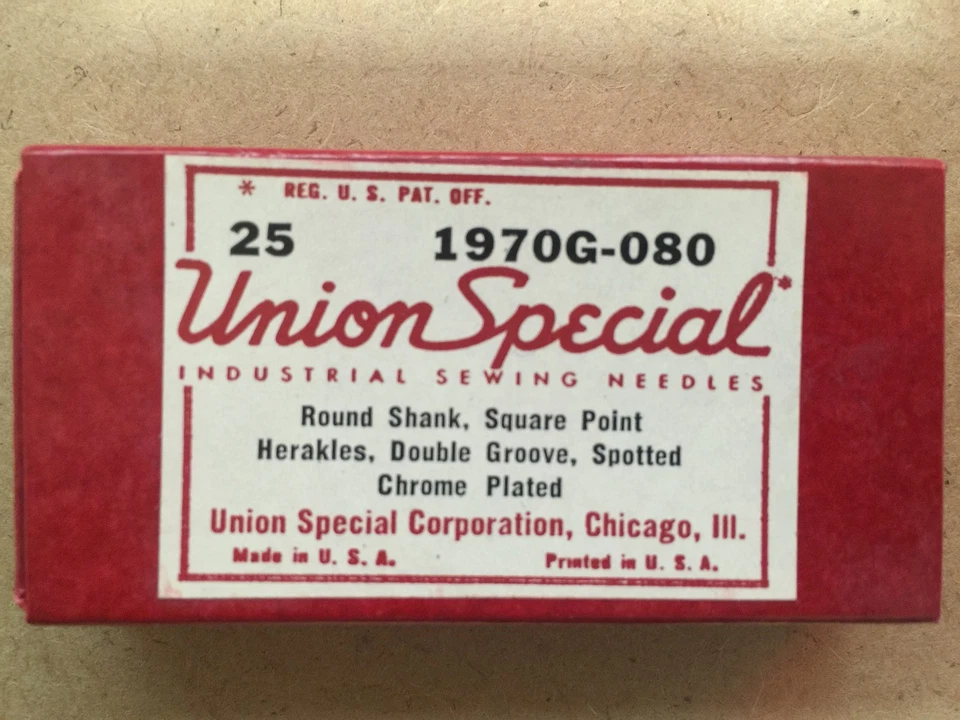 * REG. U. S. PAT. OFF.
25 1970G-080
Union Special*
INDUSTRIAL SEWING NEEDLES
Round Shank, Square Point
Herakles, Double Groove, Spotted
Chrome Plated
Union Special Corporation, Chicago, Ill.
Made in U. S. A. Printed in U. S. A.